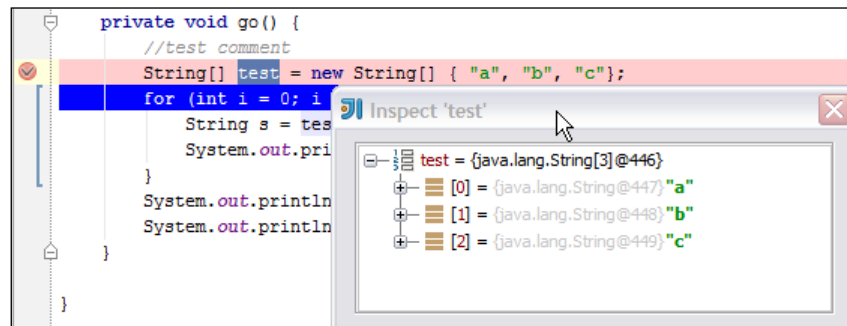 private void go() {
//test comment
String[] test = new String[] { "a", "b", "c"};
for (int i = 0; i
String s = tes
System.out.pri
}
System.out.println
System.out.println
}
}
Inspect 'test'
test = {java.lang.String[3]@446}
[0] = {java.lang.String@447}"a"
[1] = {java.lang.String@448}"b"
[2] = {java.lang.String@449}"c"